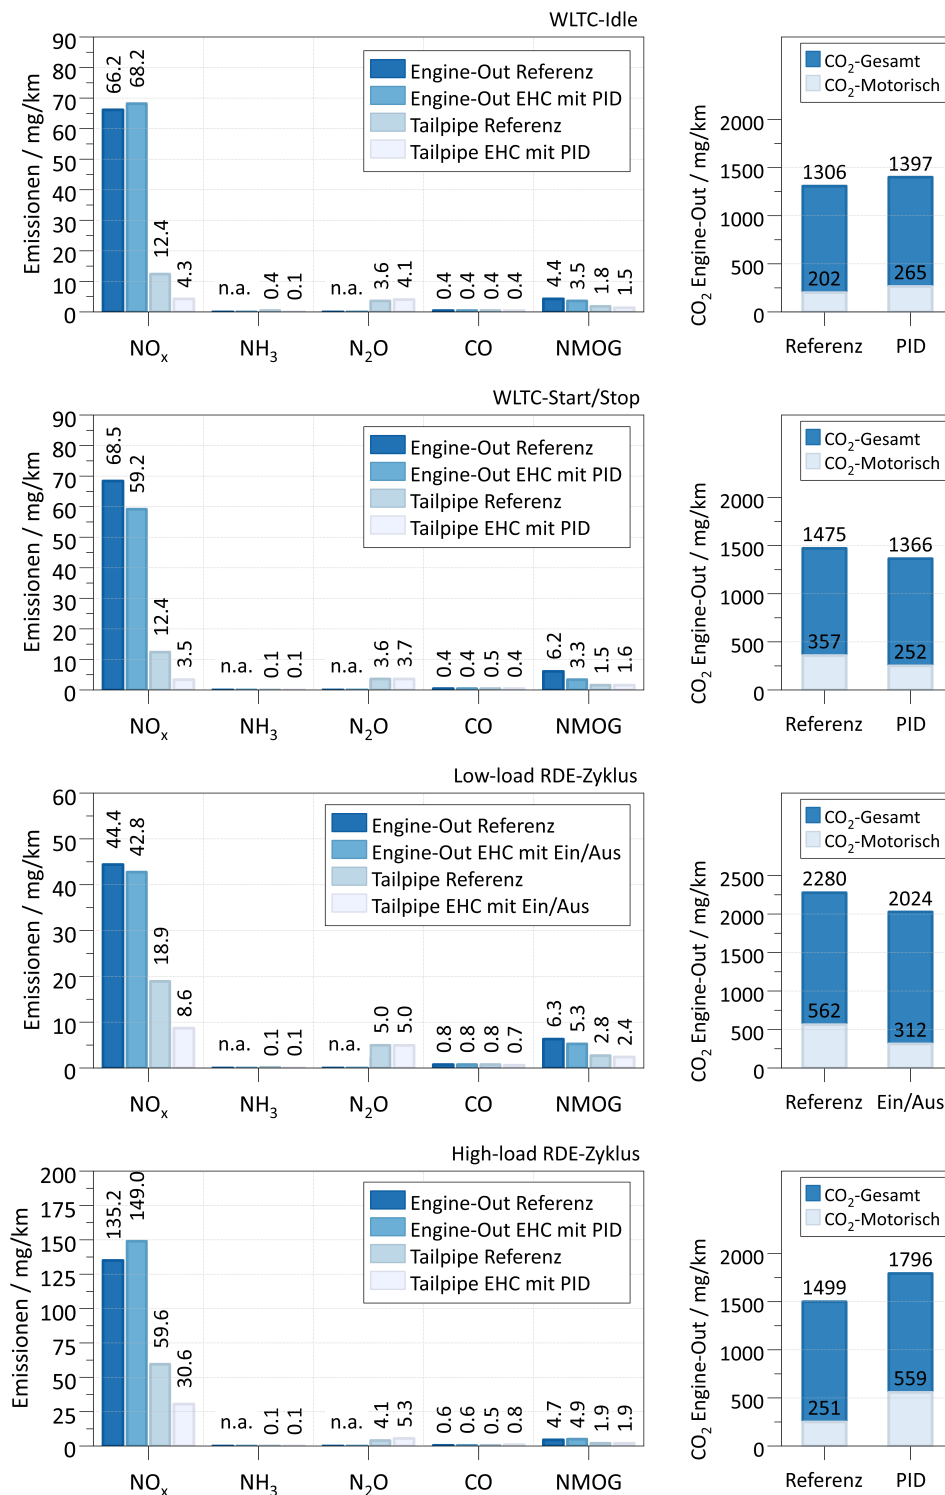 WLTC-Idle
Emissionen / mg/km
90
80
70
60
50
40
30
20
10
0
66.2
68.2
12.4
4.3
n.a.
0.4
0.1
n.a.
3.6
4.1
0.4
0.4
0.4
0.4
4.4
3.5
1.8
1.5
Engine-Out Referenz
Engine-Out EHC mit PID
Tailpipe Referenz
Tailpipe EHC mit PID
NOx
NH3
N2O
CO
NMOG
CO2 Engine-Out / mg/km
CO2-Gesamt
CO2-Motorisch
2000
1500
1000
500
0
1306
1397
202
265
Referenz
PID
WLTC-Start/Stop
Emissionen / mg/km
90
80
70
60
50
40
30
20
10
0
68.5
59.2
12.4
3.5
n.a.
0.1
0.1
n.a.
3.6
3.7
0.4
0.4
0.5
0.4
6.2
3.3
1.5
1.6
Engine-Out Referenz
Engine-Out EHC mit PID
Tailpipe Referenz
Tailpipe EHC mit PID
NOx
NH3
N2O
CO
NMOG
CO2 Engine-Out / mg/km
CO2-Gesamt
CO2-Motorisch
2000
1500
1000
500
0
1475
1366
357
252
Referenz
PID
Low-load RDE-Zyklus
Emissionen / mg/km
60
50
40
30
20
10
0
44.4
42.8
18.9
8.6
n.a.
0.1
0.1
n.a.
5.0
5.0
0.8
0.8
0.8
0.7
6.3
5.3
2.8
2.4
Engine-Out Referenz
Engine-Out EHC mit Ein/Aus
Tailpipe Referenz
Tailpipe EHC mit Ein/Aus
NOx
NH3
N2O
CO
NMOG
CO2 Engine-Out / mg/km
CO2-Gesamt
CO2-Motorisch
2500
2000
1500
1000
500
0
2280
2024
562
312
Referenz
Ein/Aus
High-load RDE-Zyklus
Emissionen / mg/km
200
175
150
125
100
75
50
25
0
135.2
149.0
59.6
30.6
n.a.
0.1
0.1
n.a.
4.1
5.3
0.6
0.6
0.5
0.8
4.7
4.9
1.9
1.9
Engine-Out Referenz
Engine-Out EHC mit PID
Tailpipe Referenz
Tailpipe EHC mit PID
NOx
NH3
N2O
CO
NMOG
CO2 Engine-Out / mg/km
CO2-Gesamt
CO2-Motorisch
2000
1500
1000
500
0
1499
1796
251
559
Referenz
PID